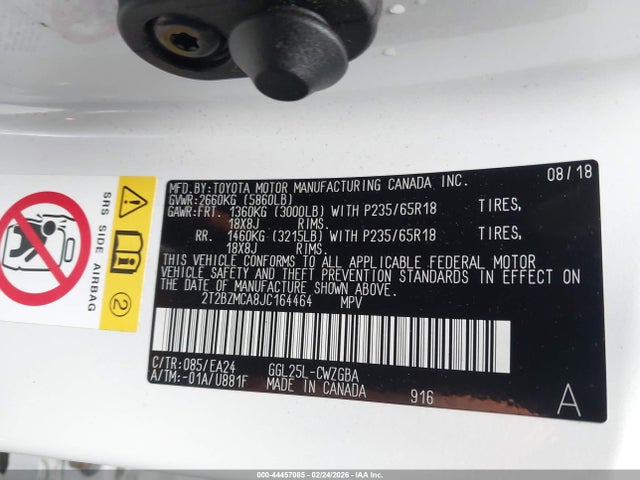 MFD.BY:TOYOTA MOTOR MANUFACTURING CANADA INC. 08/18
GVWR:2660KG (5860LB)
GAWR:FRT. 1360KG (3000LB) WITH P235/65R18 TIRES,
18X8J RIMS.
RR. 1460KG (3215LB) WITH P235/65R18 TIRES,
18X8J RIMS.
THIS VEHICLE CONFORMS TO ALL APPLICABLE FEDERAL MOTOR
VEHICLE SAFETY AND THEFT PREVENTION STANDARDS IN EFFECT ON
THE DATE OF MANUFACTURE SHOWN ABOVE.
2T2BZMCA8JC164464 MPV
C/TR:085/EA24 GGL25L-CWZGBA
A/TM:-01A/U881F MADE IN CANADA 916 A
SRS SIDE AIRBAG
2
000-44457085 - 02/24/2026 - IAA Inc.